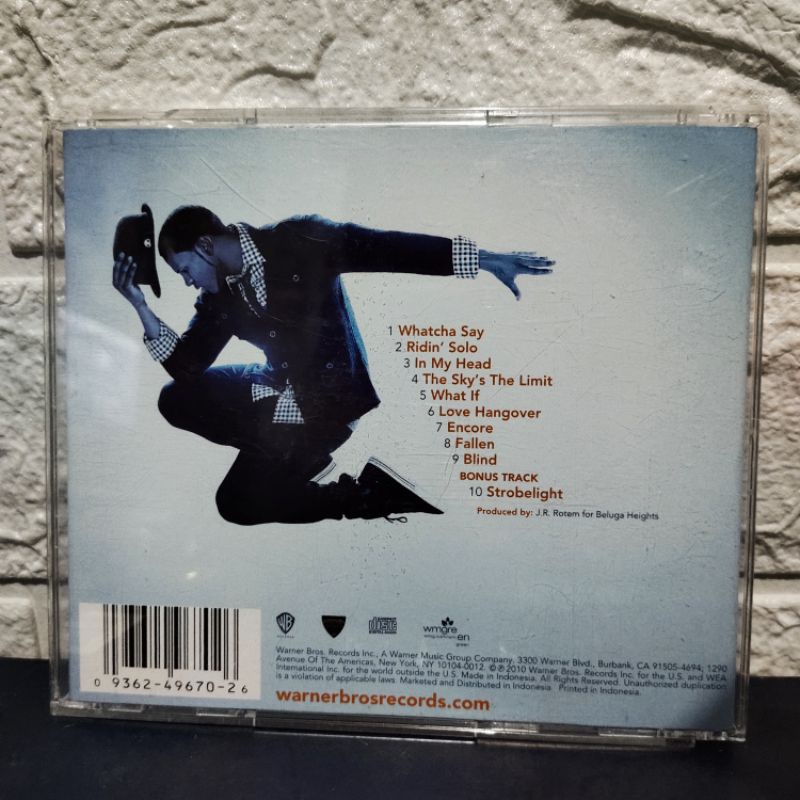 1 Whatcha Say
2 Ridin' Solo
3 In My Head
4 The Sky's The Limit
5 What If
6 Love Hangover
7 Encore
8 Fallen
9 Blind
BONUS TRACK
10 Strobelight
Produced by: J.R. Rotem for Beluga Heights
wmgreen
Warner Bros. Records Inc., A Warner Music Group Company, 3300 Warner Blvd., Burbank, CA 91505-4694; 1290
Avenue Of The Americas, New York, NY 10104-0012. ©℗2010 Warner Bros. Records Inc. for the U.S. and WEA
International Inc. for the world outside the U.S. Made in Indonesia. All Rights Reserved. Unauthorized duplication
is a violation of applicable laws. Marketed and Distributed in Indonesia. Printed in Indonesia.
0 9362-49670-2 6
warnerbrosrecords.com